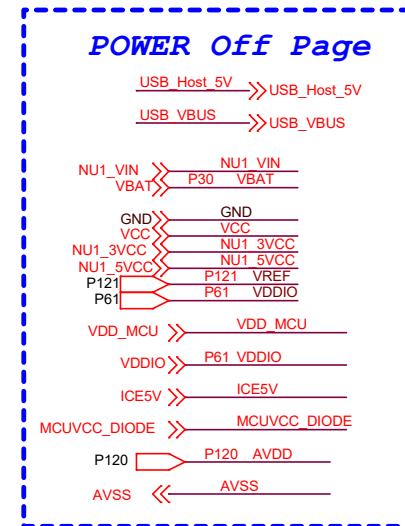 POWER Off Page
USB_Host_5V USB_Host_5V
USB_VBUS USB_VBUS
NU1_VIN NU1_VIN
VBAT P30 VBAT
GND GND
VCC VCC
NU1_3VCC NU1_3VCC
NU1_5VCC NU1_5VCC
P121 P121 VREF
P61 P61 VDDIO
VDD_MCU VDD_MCU
VDDIO P61 VDDIO
ICE5V ICE5V
MCUVCC_DIODE MCUVCC_DIODE
P120 P120 AVDD
AVSS AVSS